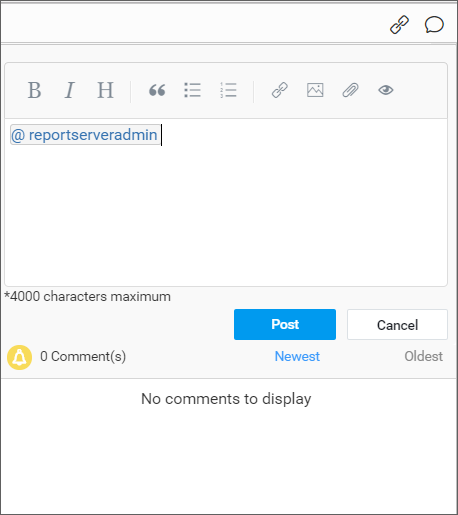 B I H
@ reportserveradmin
*4000 characters maximum
Post Cancel
0 Comment(s) Newest Oldest
No comments to display